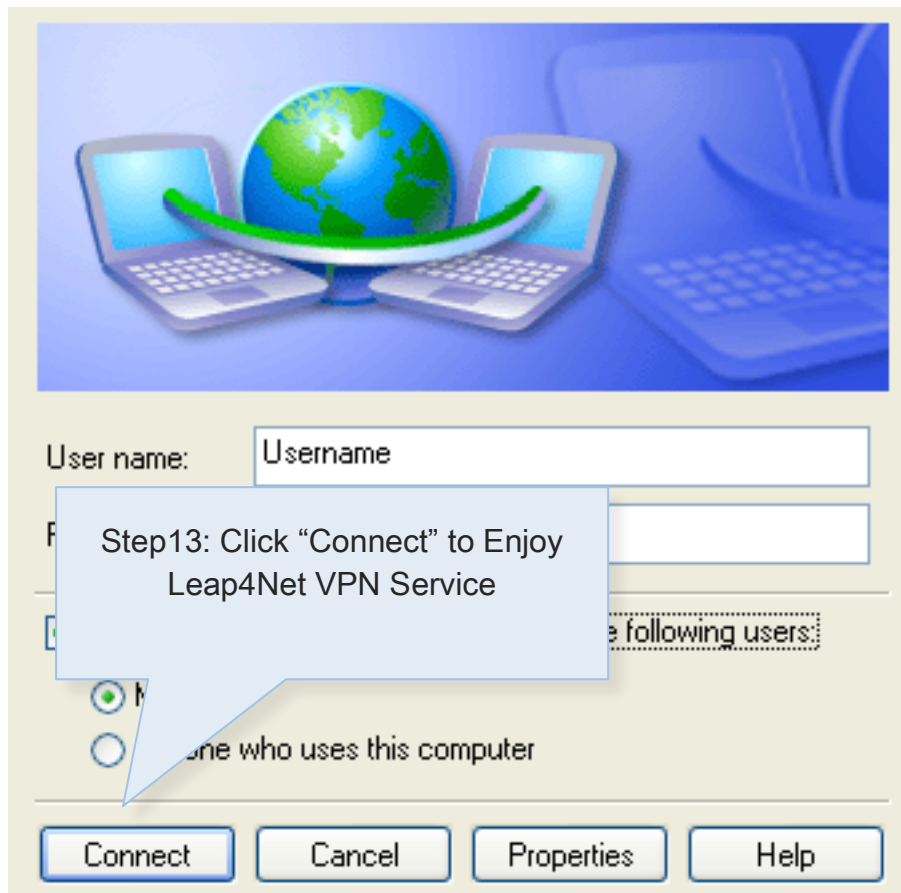 User name:
Username
Step13: Click “Connect” to Enjoy
Leap4Net VPN Service
following users:
who uses this computer
Connect
Cancel
Properties
Help